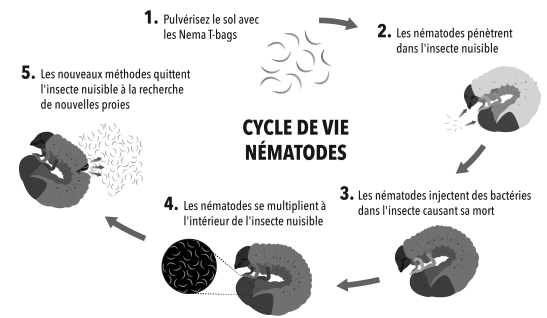 1. Pulvérisez le sol avec
les Nema T-bags
2. Les nématodes pénètrent
dans l'insecte nuisible
5. Les nouveaux méthodes quittent
l'insecte nuisible à la recherche
de nouvelles proies
CYCLE DE VIE
NÉMATODES
3. Les nématodes injectent des bactéries
dans l'insecte causant sa mort
4. Les nématodes se multiplient à
l'intérieur de l'insecte nuisible